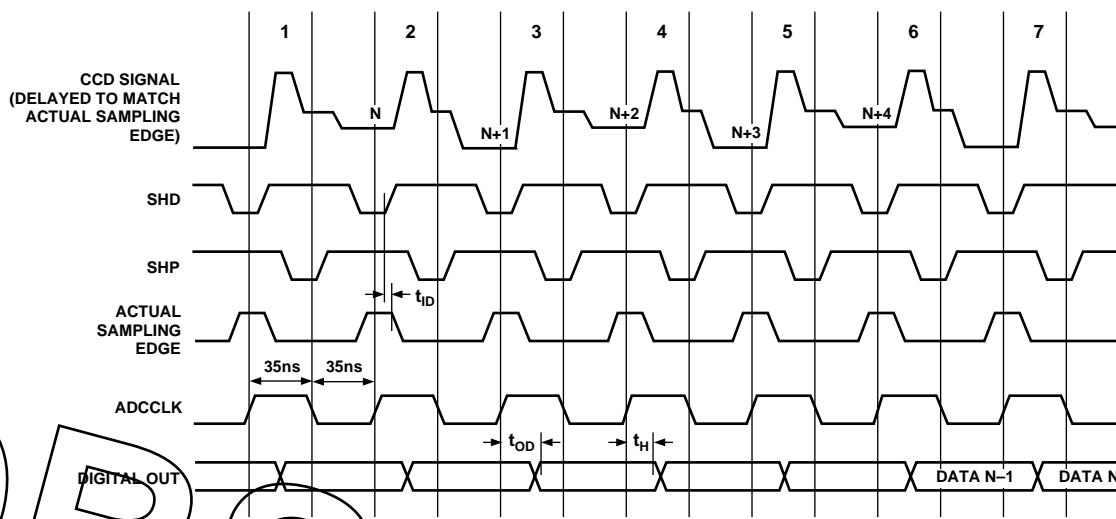 1 2 3 4 5 6 7
CCD SIGNAL
(DELAYED TO MATCH
ACTUAL SAMPLING
EDGE)
N N+1 N+2 N+3 N+4
SHD
SHP
tID
ACTUAL
SAMPLING
EDGE
35ns 35ns
ADCCLK
tOD tH
DIGITAL OUT DATA N–1 DATA N